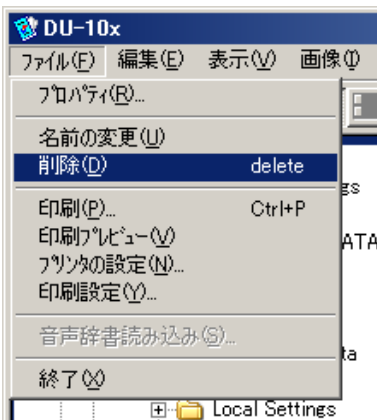 DU-10x
ﾌｧｲﾙ(F) 編集(E) 表示(V) 画像(I)
ﾌﾟﾛﾊﾟﾃｨ(R)...
名前の変更(U)
削除(D) delete
gs
印刷(P)... Ctrl+P
印刷ﾌﾟﾚﾋﾞｭｰ(V)
ATA
ﾌﾟﾘﾝﾀの設定(N)...
印刷設定(Y)...
音声辞書読み込み(S)...
ta
終了(X)
Local Settings